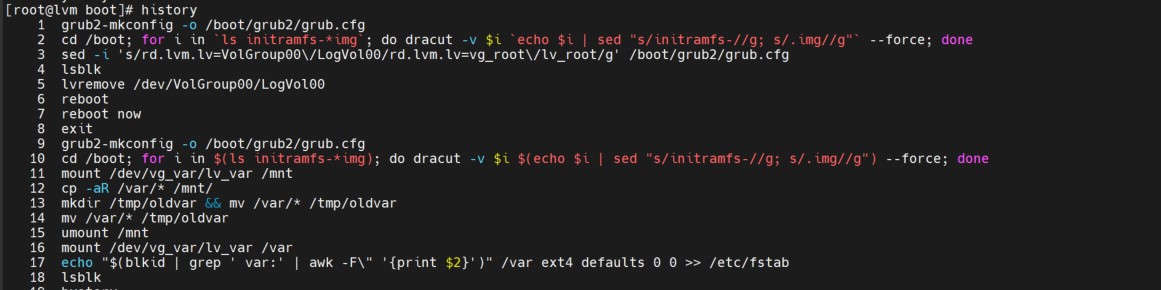 [root@lvm boot]# history
1 grub2-mkconfig -o /boot/grub2/grub.cfg
2 cd /boot; for i in `ls initramfs-*img`; do dracut -v $i `echo $i | sed "s/initramfs-//g; s/.img//g"` --force; done
3 sed -i 's/rd.lvm.lv=VolGroup00\/LogVol00/rd.lvm.lv=vg_root\/lv_root/g' /boot/grub2/grub.cfg
4 lsblk
5 lvremove /dev/VolGroup00/LogVol00
6 reboot
7 reboot now
8 exit
9 grub2-mkconfig -o /boot/grub2/grub.cfg
10 cd /boot; for i in $(ls initramfs-*img); do dracut -v $i $(echo $i | sed "s/initramfs-//g; s/.img//g") --force; done
11 mount /dev/vg_var/lv_var /mnt
12 cp -aR /var/* /mnt/
13 mkdir /tmp/oldvar && mv /var/* /tmp/oldvar
14 mv /var/* /tmp/oldvar
15 umount /mnt
16 mount /dev/vg_var/lv_var /var
17 echo "$(blkid | grep ' var:' | awk -F\" '{print $2}')" /var ext4 defaults 0 0 >> /etc/fstab
18 lsblk